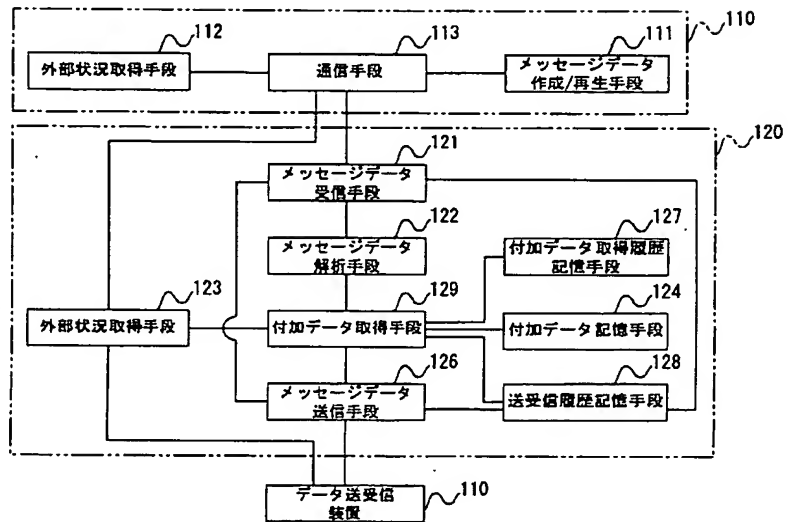 112
113
111
110
外部状況取得手段
通信手段
メッセージデータ
作成/再生手段
120
121
メッセージデータ
受信手段
122
メッセージデータ
解析手段
127
付加データ取得履歴
記憶手段
123
外部状況取得手段
129
付加データ取得手段
124
付加データ記憶手段
126
メッセージデータ
送信手段
128
送受信履歴記憶手段
データ送受信
装置
110